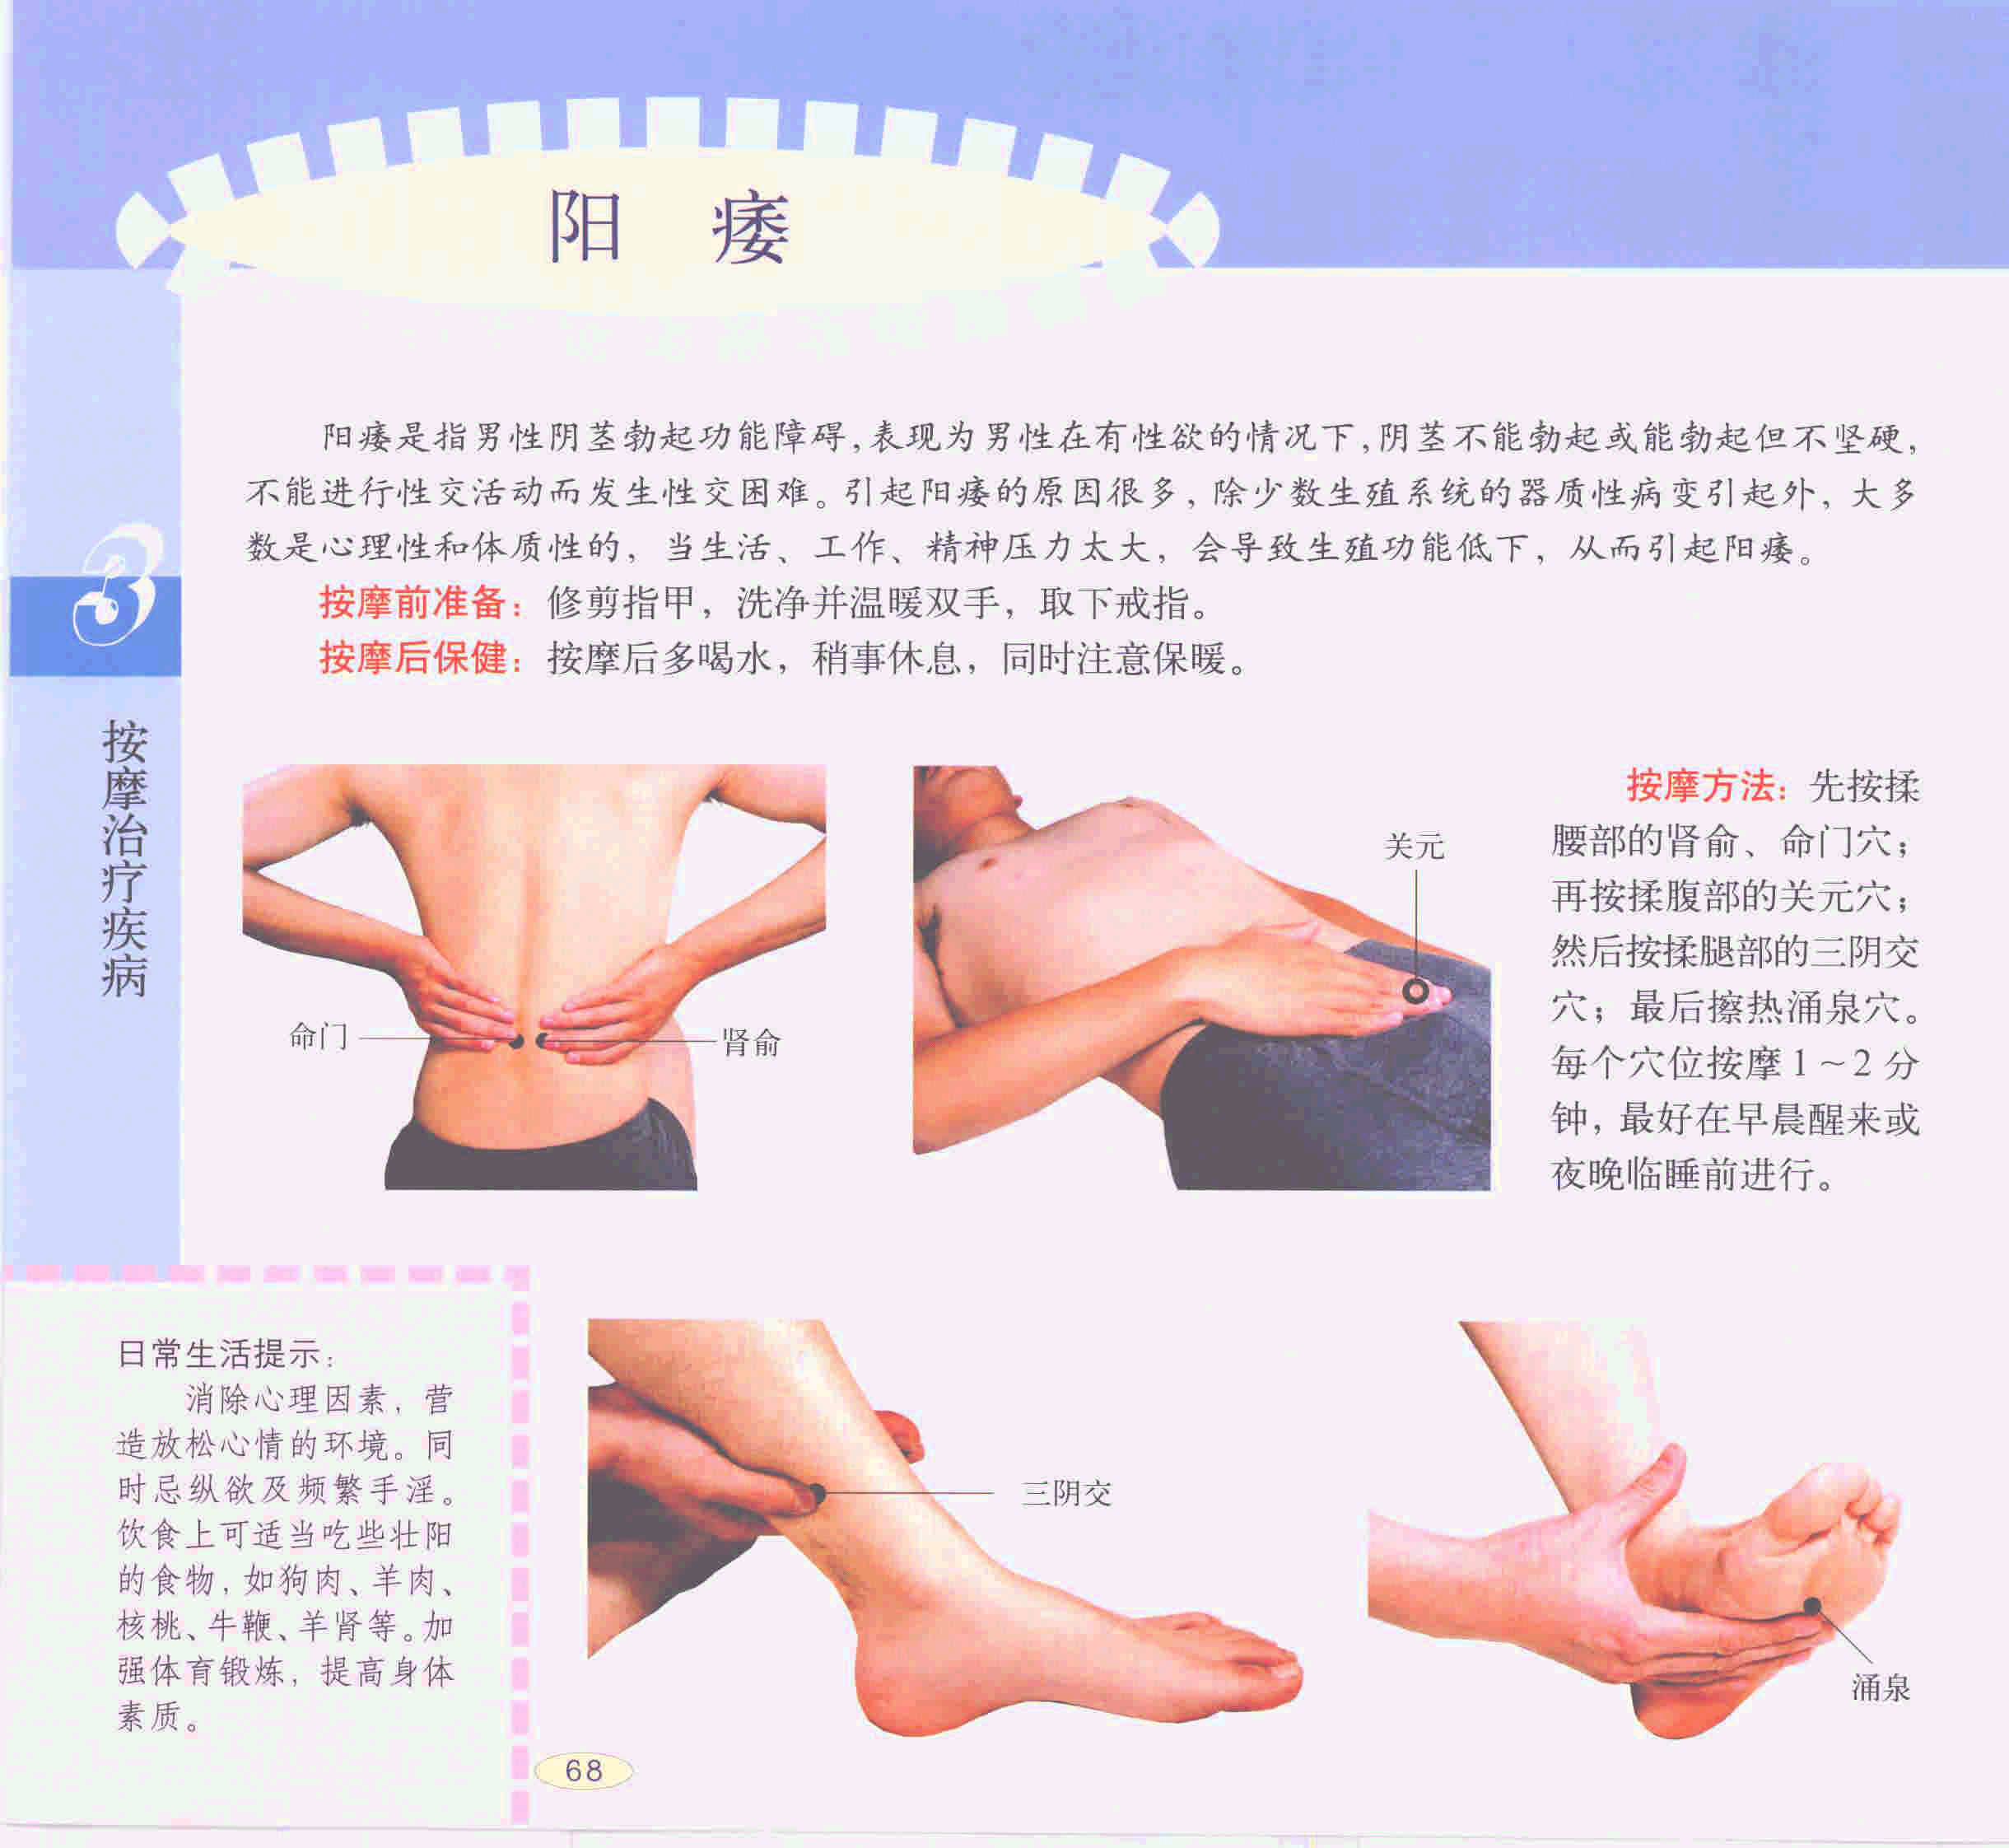 阳 痿
阳痿是指男性阴茎勃起功能障碍，表现为男性在有性欲的情况下，阴茎不能勃起或能勃起但不坚硬，
不能进行性交活动而发生性交困难。引起阳痿的原因很多，除少数生殖系统的器质性病变引起外，大多
数是心理性和体质性的，当生活、工作、精神压力太大，会导致生殖功能低下，从而引起阳痿。
按摩前准备：修剪指甲，洗净并温暖双手，取下戒指。
按摩后保健：按摩后多喝水，稍事休息，同时注意保暖。
3
按摩治疗疾病
命门
肾俞
关元
按摩方法：先按揉
腰部的肾俞、命门穴；
再按揉腹部的关元穴；
然后按揉腿部的三阴交
穴；最后擦热涌泉穴。
每个穴位按摩1～2分
钟，最好在早晨醒来或
夜晚临睡前进行。
日常生活提示：
消除心理因素，营
造放松心情的环境。同
时忌纵欲及频繁手淫。
饮食上可适当吃些壮阳
的食物，如狗肉、羊肉、
核桃、牛鞭、羊肾等。加
强体育锻炼，提高身体
素质。
三阴交
涌泉
68